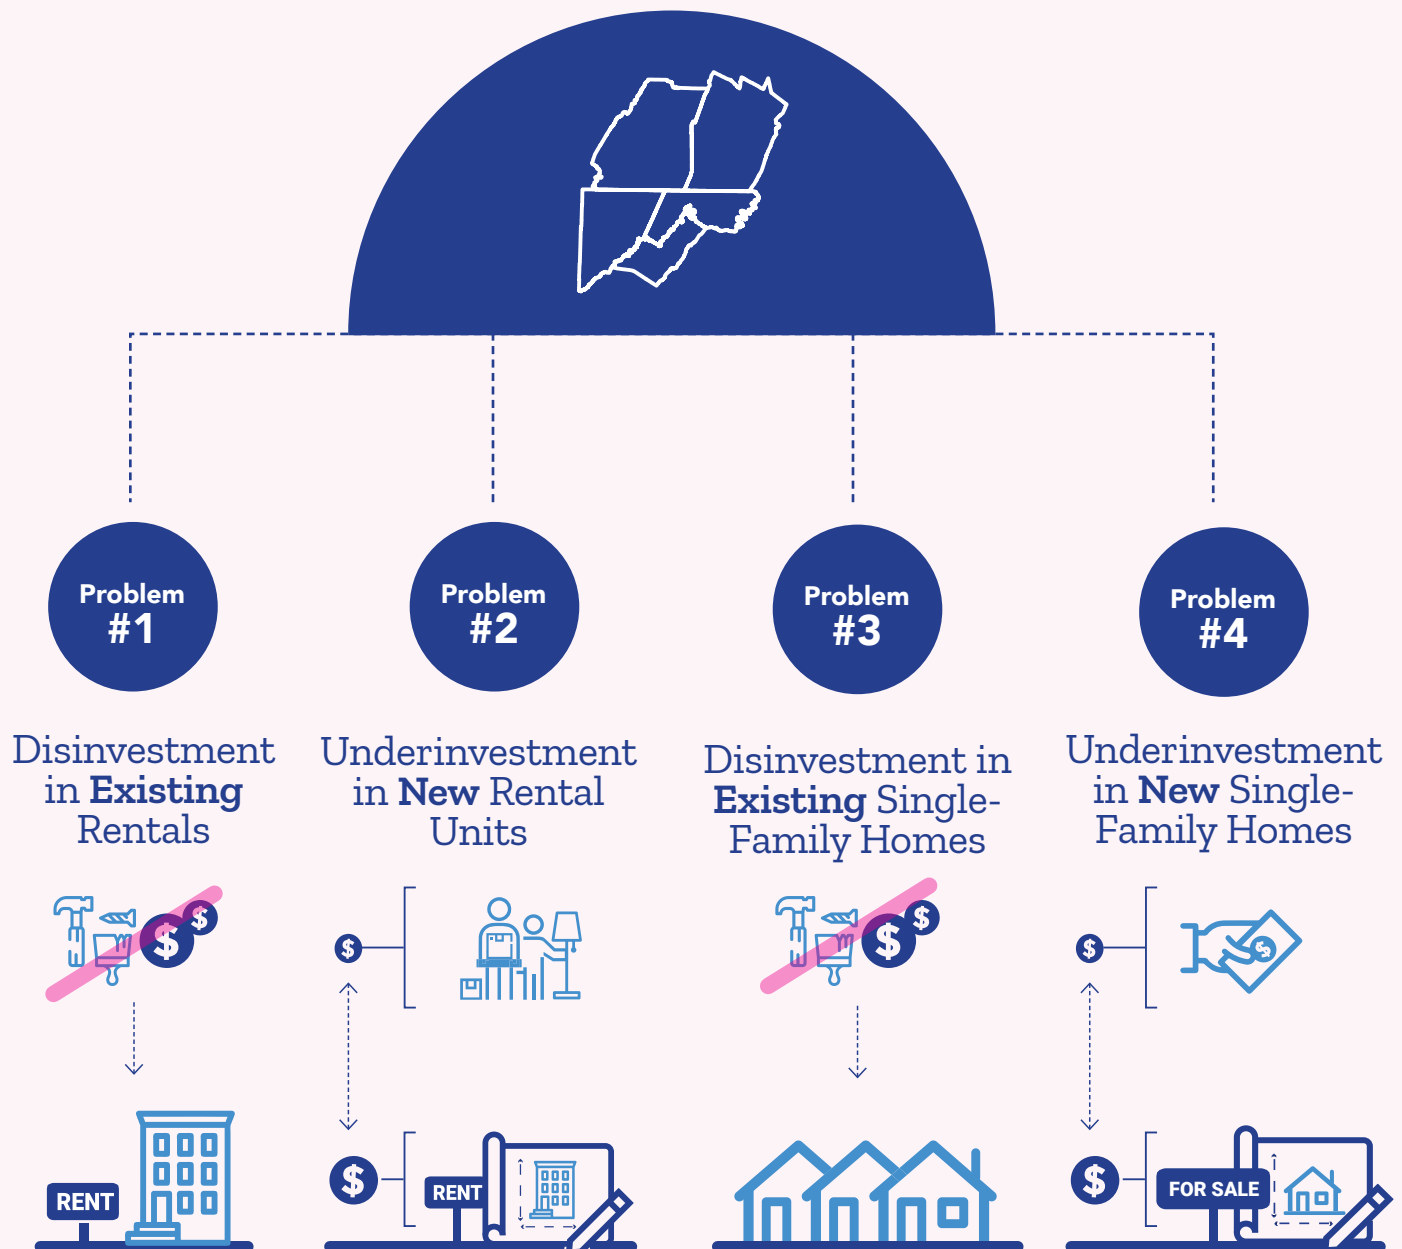 Problem
#1
Problem
#2
Problem
#3
Problem
#4
Disinvestment
in Existing
Rentals
Underinvestment
in New Rental
Units
Disinvestment in
Existing Single-
Family Homes
Underinvestment
in New Single-
Family Homes
$
$
$
$
$
$
$
RENT
$
RENT
$
FOR SALE